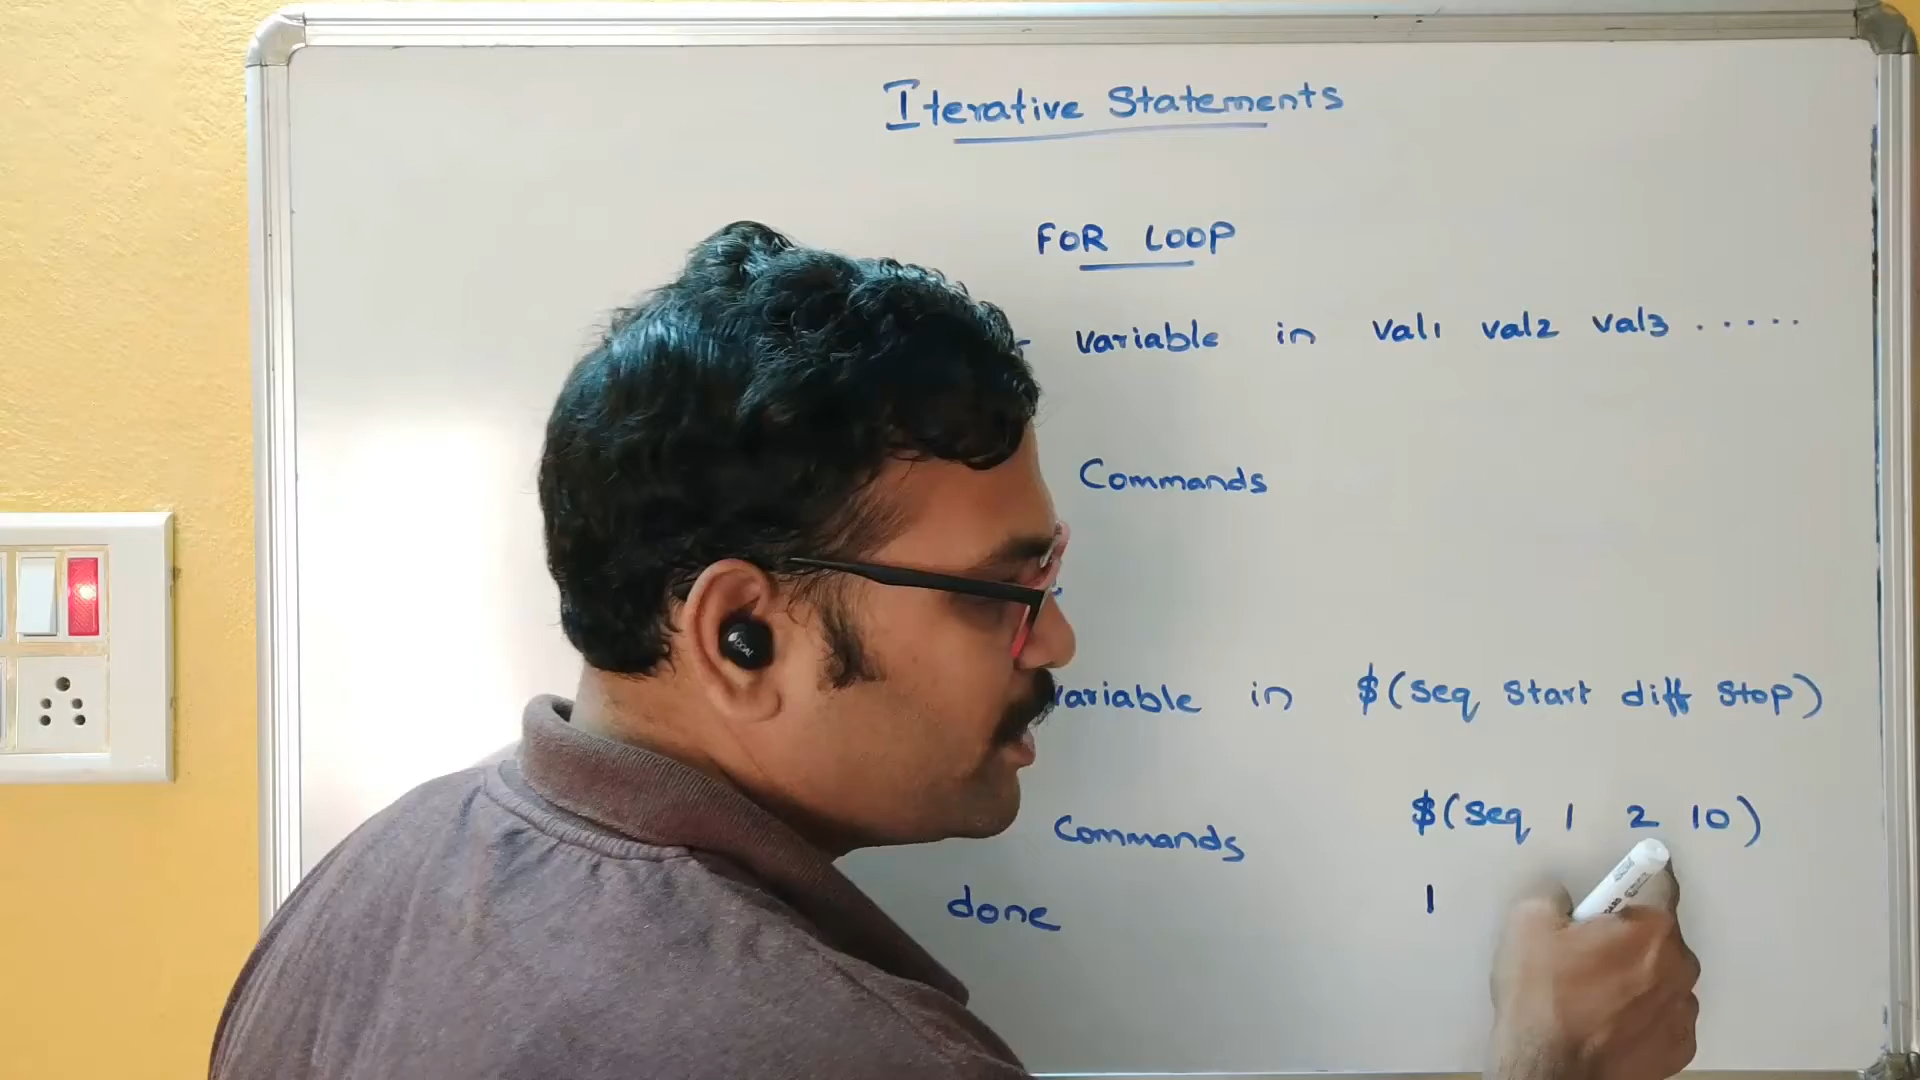 Iterative Statements
FOR LOOP
variable in val1 val2 val3 .....
Commands
variable in $(seq start diff stop)
Commands $(seq 1 2 10)
done 1